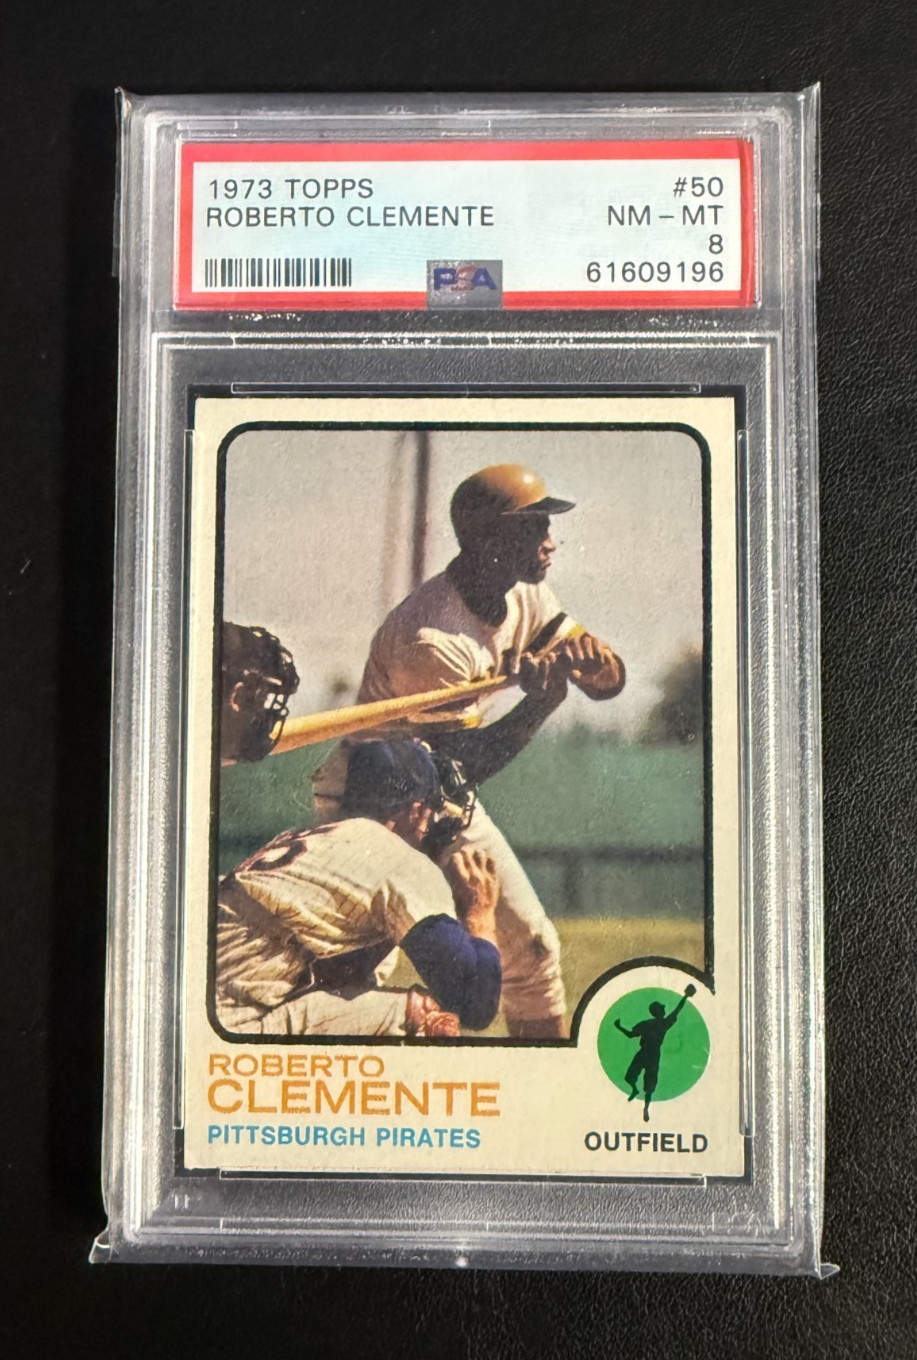 1973 TOPPS #50
ROBERTO CLEMENTE NM - MT
8
61609196
PSA
ROBERTO
CLEMENTE
PITTSBURGH PIRATES
OUTFIELD